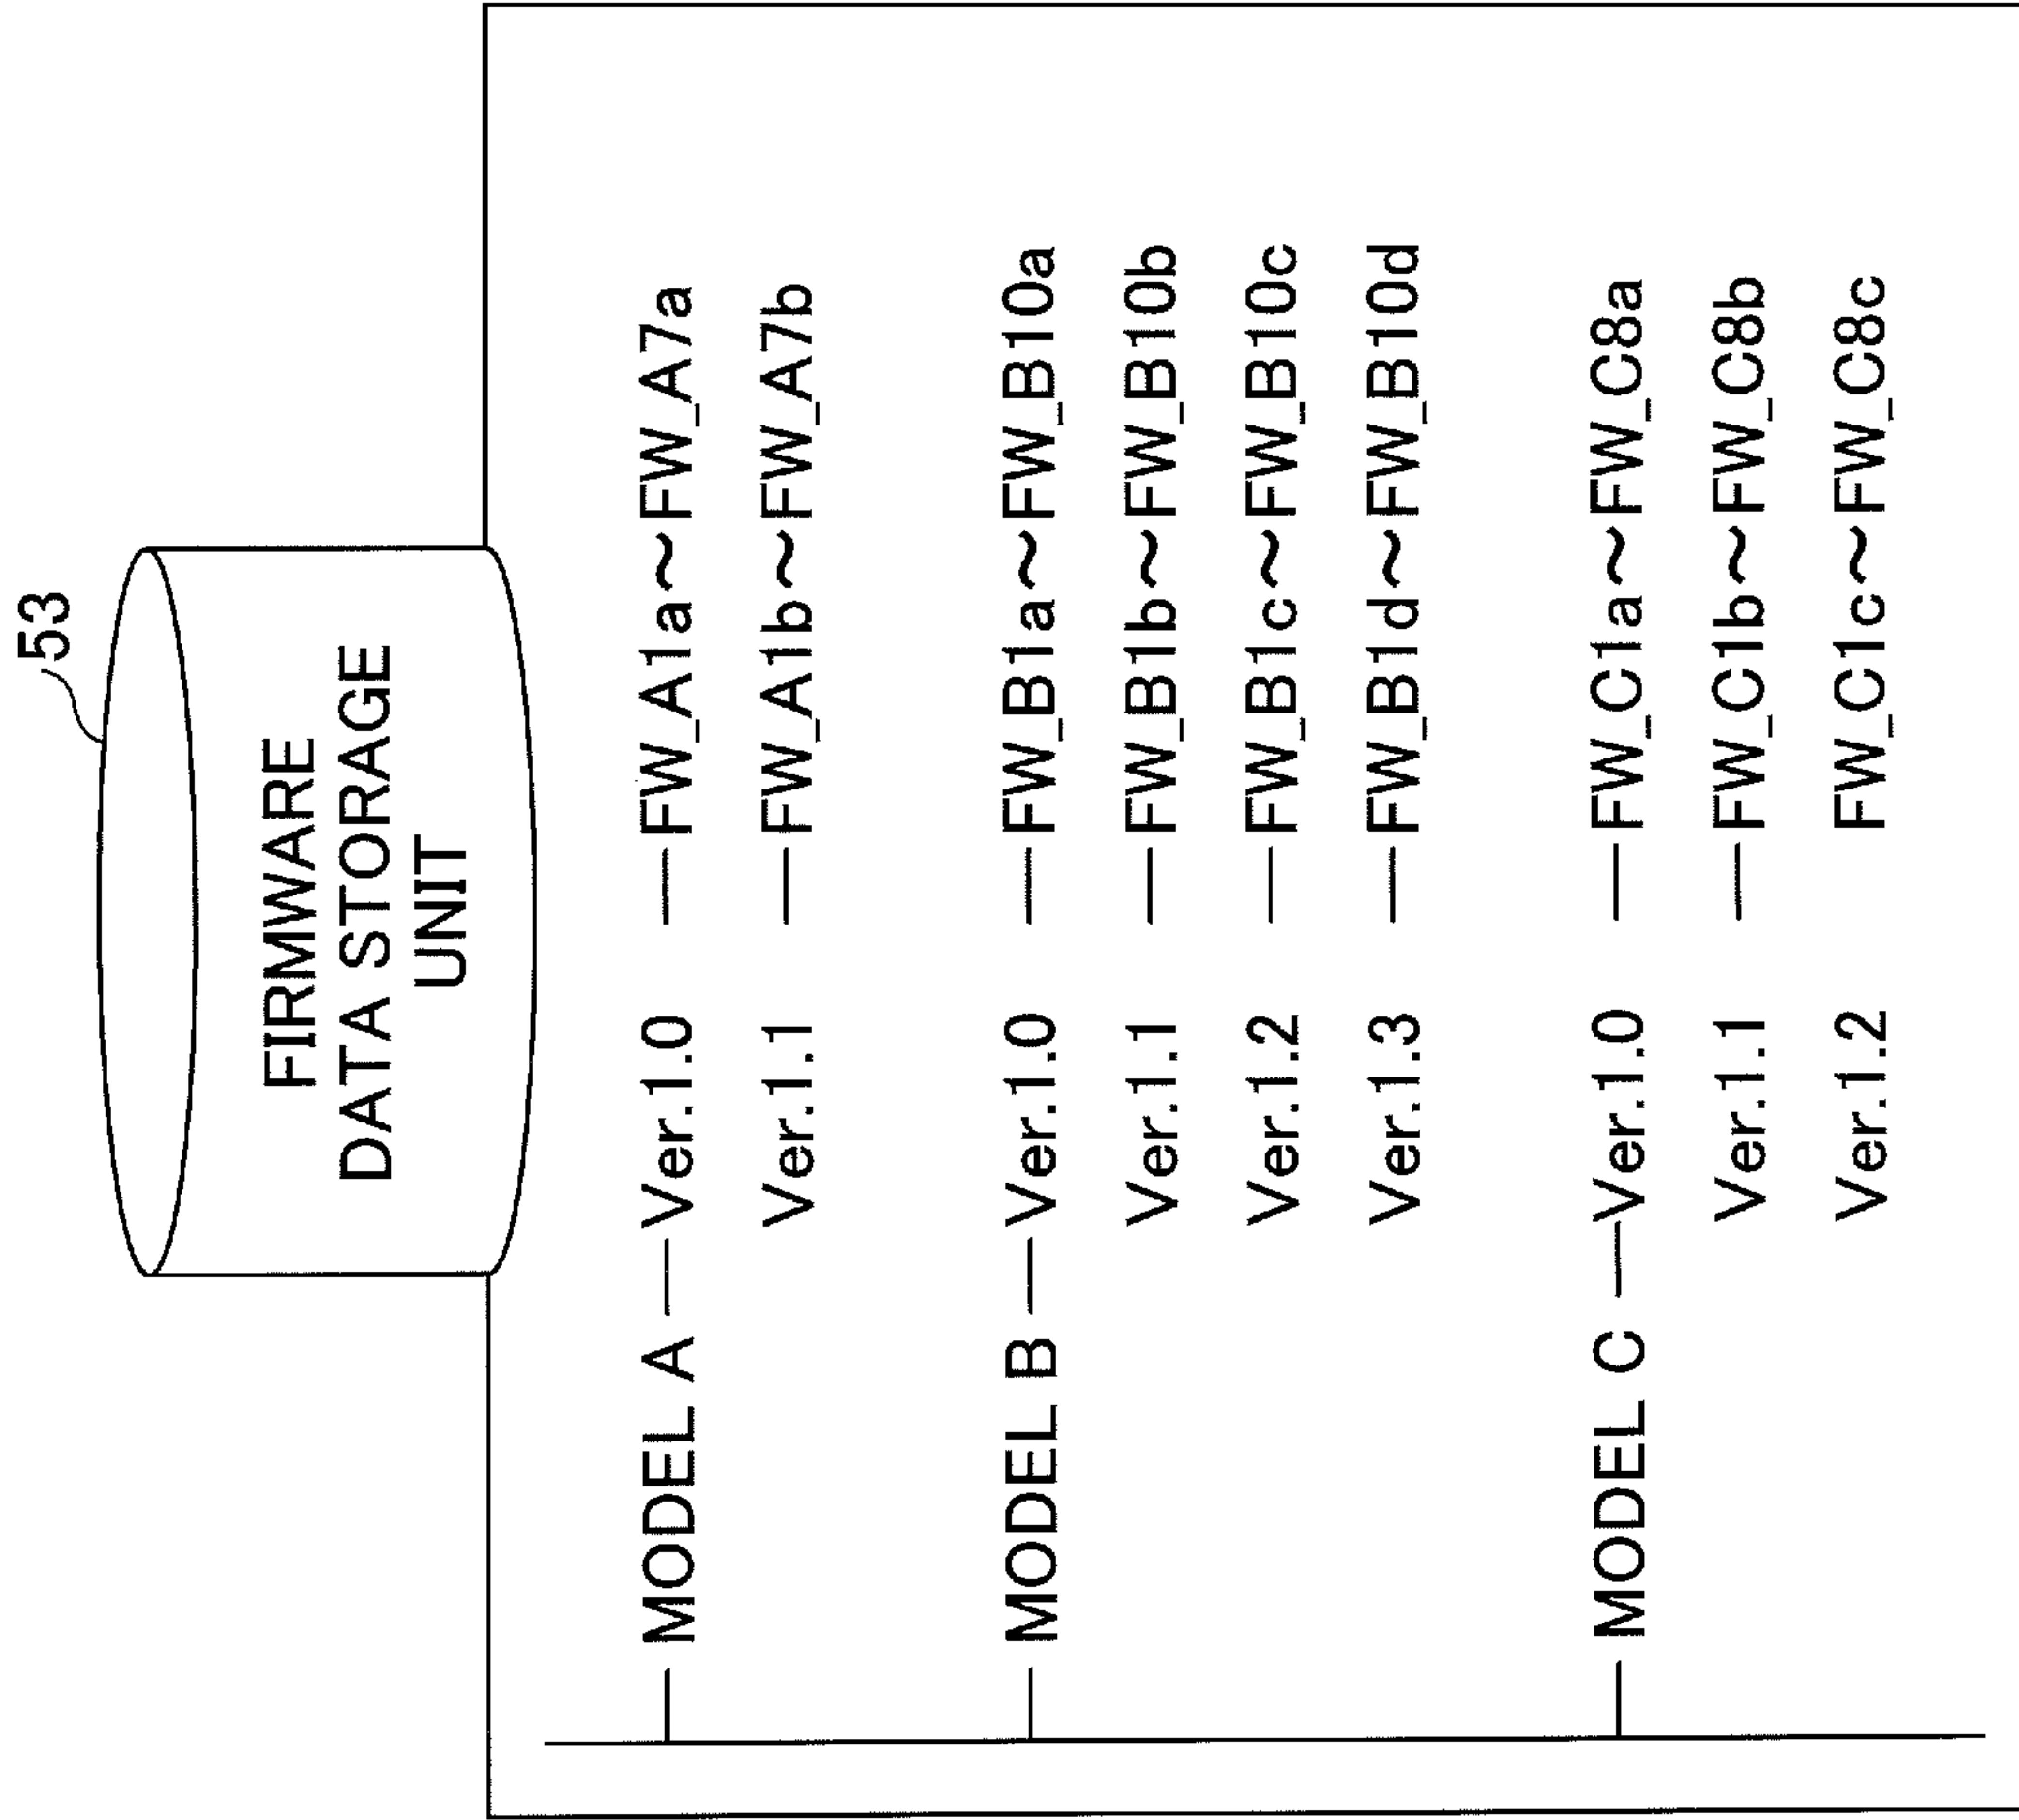 53
FIRMWARE
DATA STORAGE
UNIT
MODEL A — Ver.1.0 — FW_A1a~FW_A7a
Ver.1.1 — FW_A1b~FW_A7b
MODEL B — Ver.1.0 — FW_B1a~FW_B10a
Ver.1.1 — FW_B1b~FW_B10b
Ver.1.2 — FW_B1c~FW_B10c
Ver.1.3 — FW_B1d~FW_B10d
MODEL C — Ver.1.0 — FW_C1a~FW_C8a
Ver.1.1 — FW_C1b~FW_C8b
Ver.1.2 FW_C1c~FW_C8c